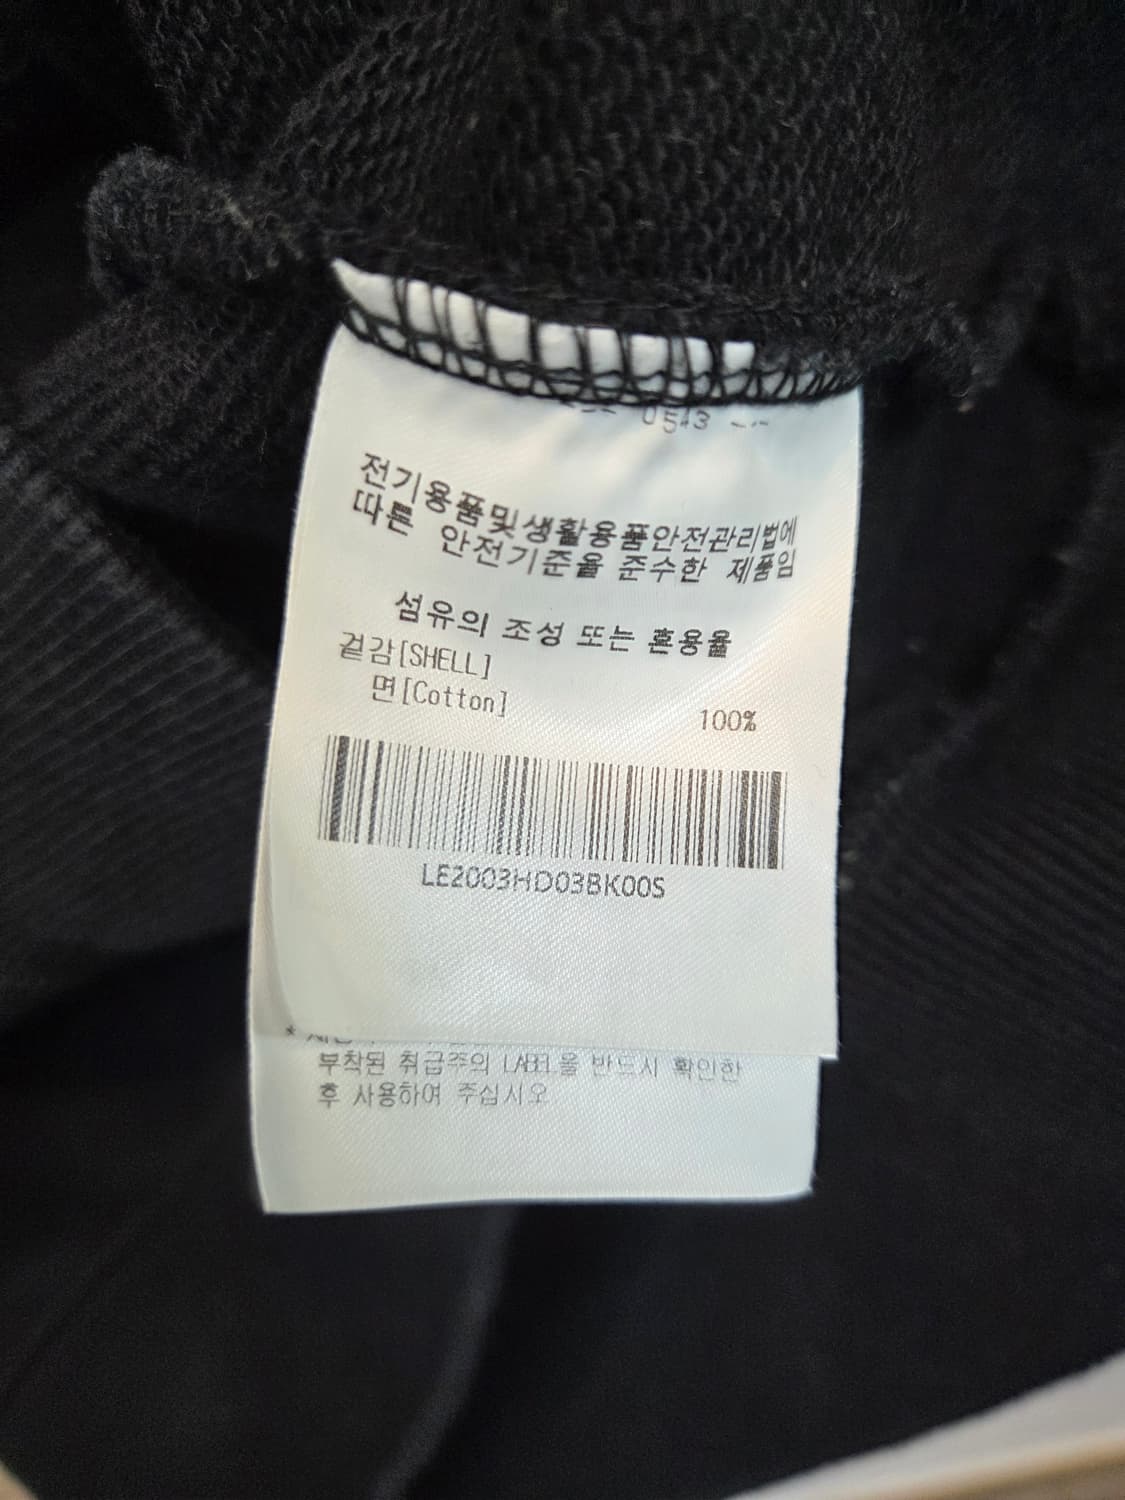 0543
전기용품및생활용품안전관리법에
따른 안전기준을 준수한 제품임
섬유의 조성 또는 혼용율
겉감[SHELL]
면[Cotton] 100%
LE2003HD03BK00S
*
부착된 취급주의 LABEL을 반드시 확인한
후 사용하여 주십시오